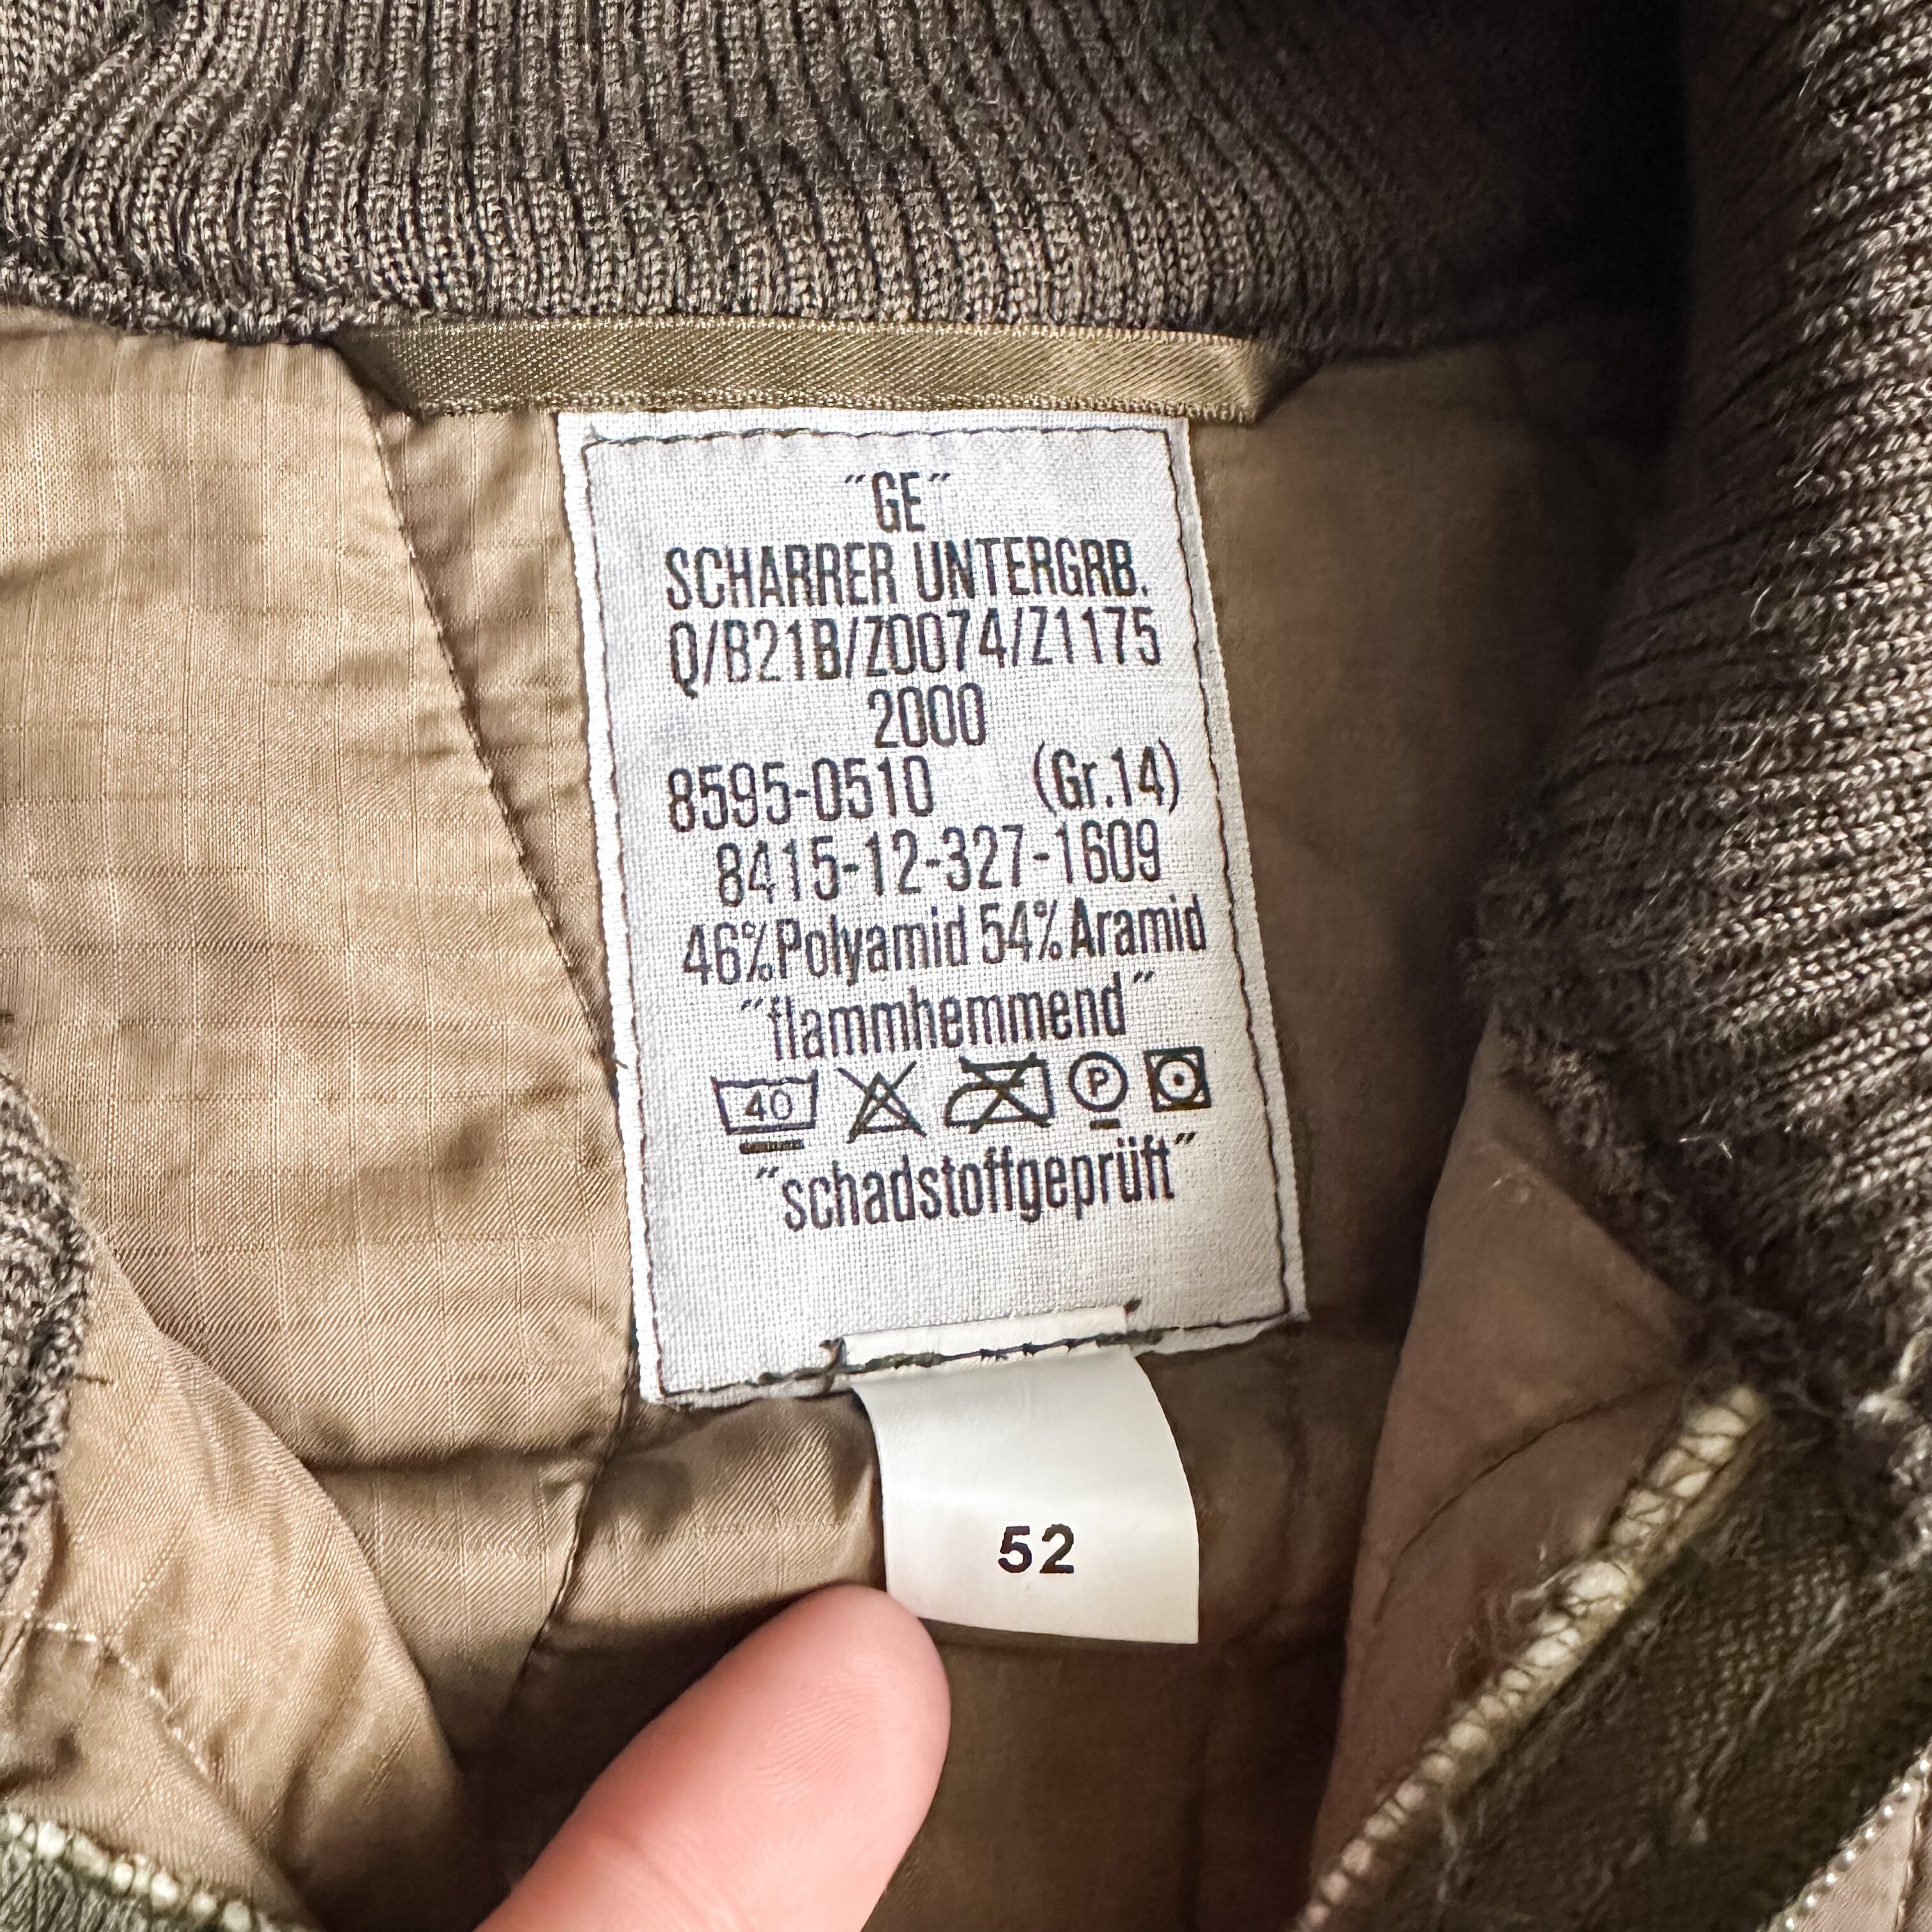 "GE"
SCHARRER UNTERGRB.
Q/B21B/Z0074/Z1175
2000
8595-0510 (Gr.14)
8415-12-327-1609
46%Polyamid 54%Aramid
"flammhemmend"
40 P
"schadstoffgeprüft"
52